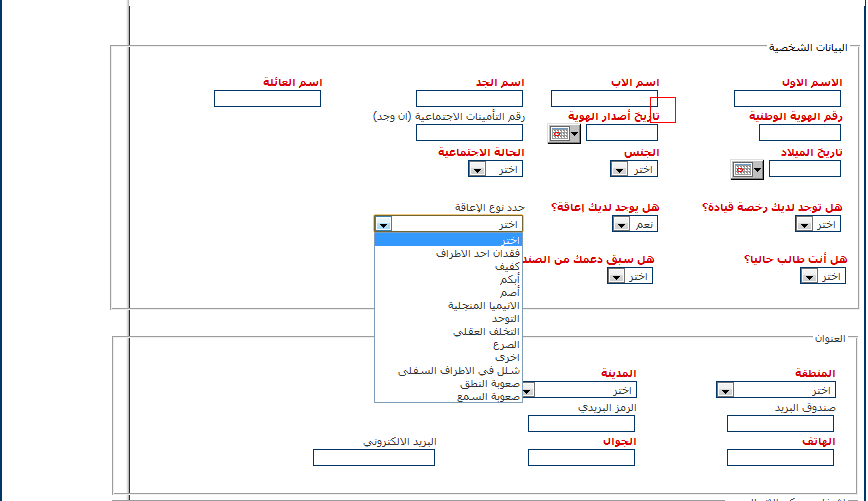 البيانات الشخصية
الاسم الاول اسم الاب اسم الجد اسم العائلة
رقم الهوية الوطنية تاريخ أصدار الهوية رقم التأمينات الاجتماعية (ان وجد)
تاريخ الميلاد الجنس الحالة الاجتماعية
اختر اختر
هل توجد لديك رخصة قيادة؟ هل يوجد لديك إعاقة؟ حدد نوع الإعاقة
اختر نعم اختر
اختر
فقدان احد الاطراف
كفيف
أبكم
أصم
الانيميا المنجلية
التوحد
التخلف العقلي
الصرع
اخرى
شلل في الاطراف السفلى
صعوبة النطق
صعوبة السمع
هل أنت طالب حاليا؟ هل سبق دعمك من الصند
اختر اختر
العنوان
المنطقة المدينة
اختر اختر
صندوف البريد الرمز البريدي
الهاتف الجوال البريد الالكتروني